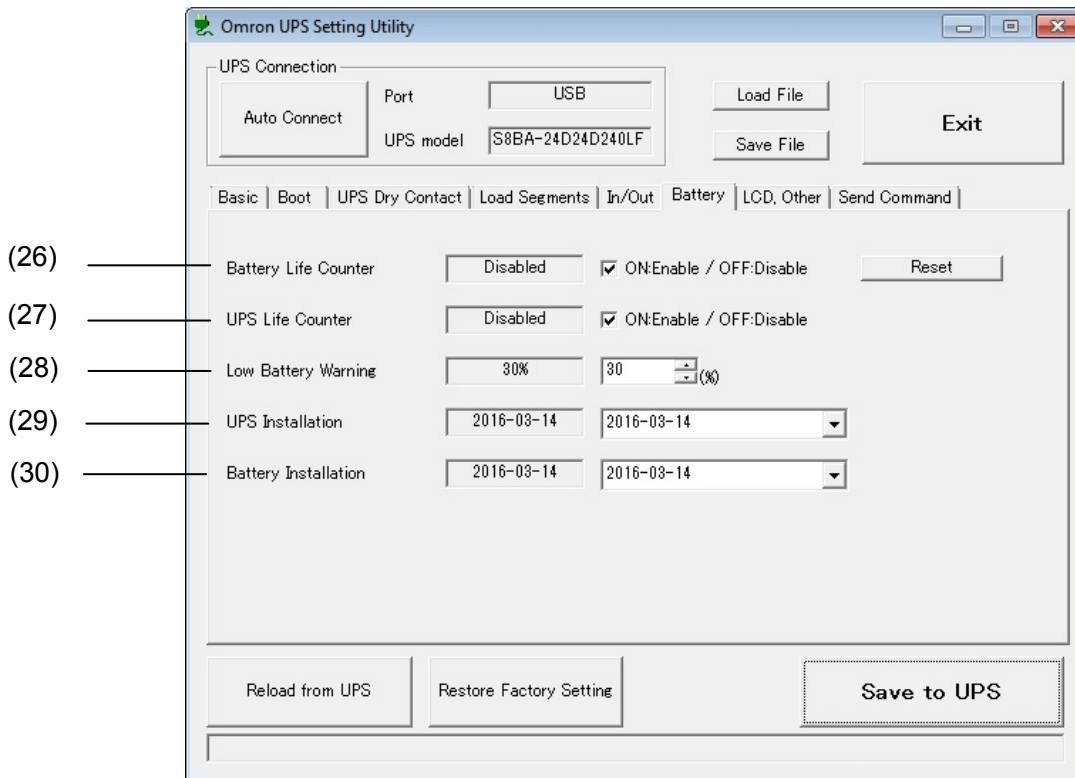 Omron UPS Setting Utility
UPS Connection
Auto Connect
Port USB
UPS model S8BA-24D24D240LF
Load File
Save File
Exit
Basic Boot UPS Dry Contact Load Segments In/Out Battery LCD, Other Send Command
(26) Battery Life Counter Disabled ON:Enable / OFF:Disable Reset
(27) UPS Life Counter Disabled ON:Enable / OFF:Disable
(28) Low Battery Warning 30% 30 (%)
(29) UPS Installation 2016-03-14 2016-03-14
(30) Battery Installation 2016-03-14 2016-03-14
Reload from UPS Restore Factory Setting Save to UPS